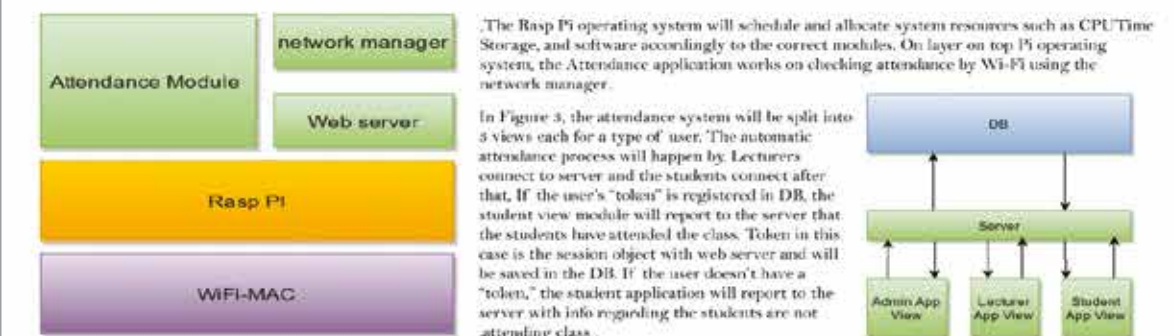 Attendance Module
network manager
Web server
Rasp PI
WiFI-MAC
.The Rasp Pi operating system will schedule and allocate system resources such as CPUTime
Storage, and software accordingly to the correct modules. On layer on top Pi operating
system, the Attendance application works on checking attendance by Wi-Fi using the
network manager.
In Figure 3, the attendance system will be split into
3 views each for a type of user. The automatic
attendance process will happen by. Lecturers
connect to server and the students connect after
that, If the user's "token" is registered in DB, the
student view module will report to the server that
the students have attended the class. Token in this
case is the session object with web server and will
be saved in the DB. If the user doesn't have a
"token," the student application will report to the
server with info regarding the students are not
attending class.
DB
Server
Admin App
View
Lecturer
App View
Student
App View